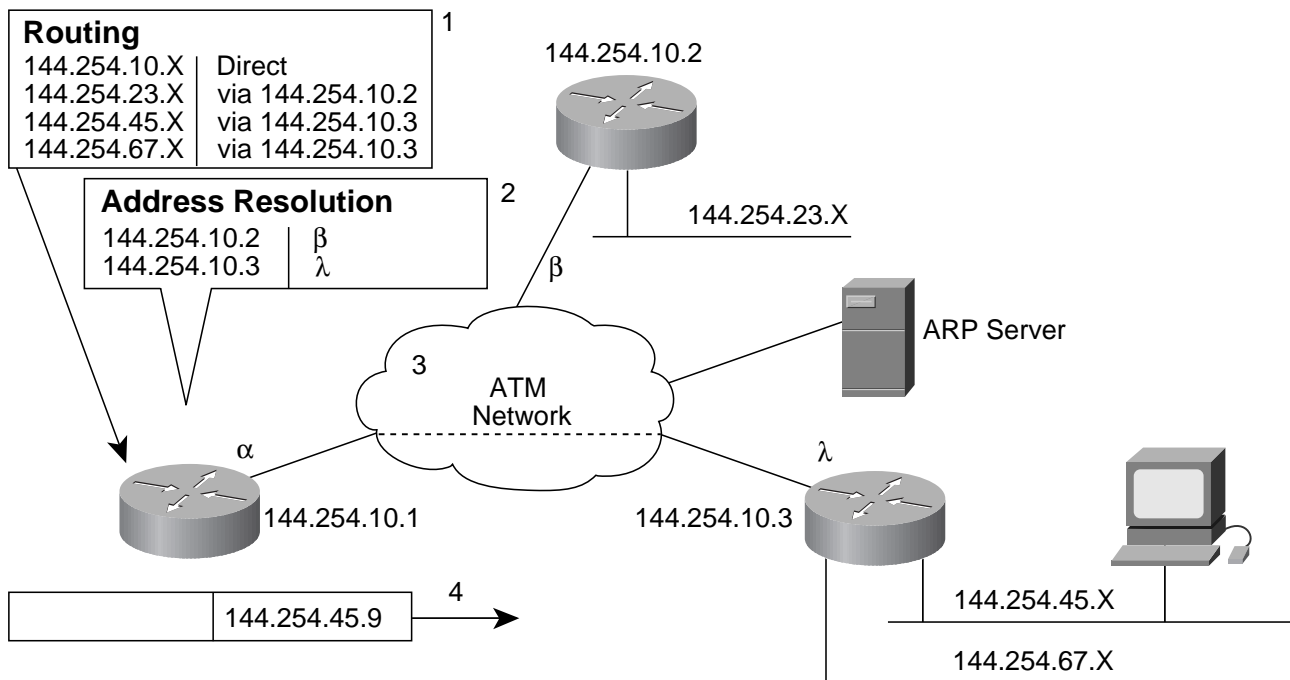 Routing
1
144.254.10.X Direct
144.254.23.X via 144.254.10.2
144.254.45.X via 144.254.10.3
144.254.67.X via 144.254.10.3
144.254.10.2
Address Resolution
2
144.254.10.2 β
144.254.10.3 λ
144.254.23.X
β
ARP Server
3
ATM
Network
α
λ
144.254.10.1
144.254.10.3
144.254.45.9
4
144.254.45.X
144.254.67.X